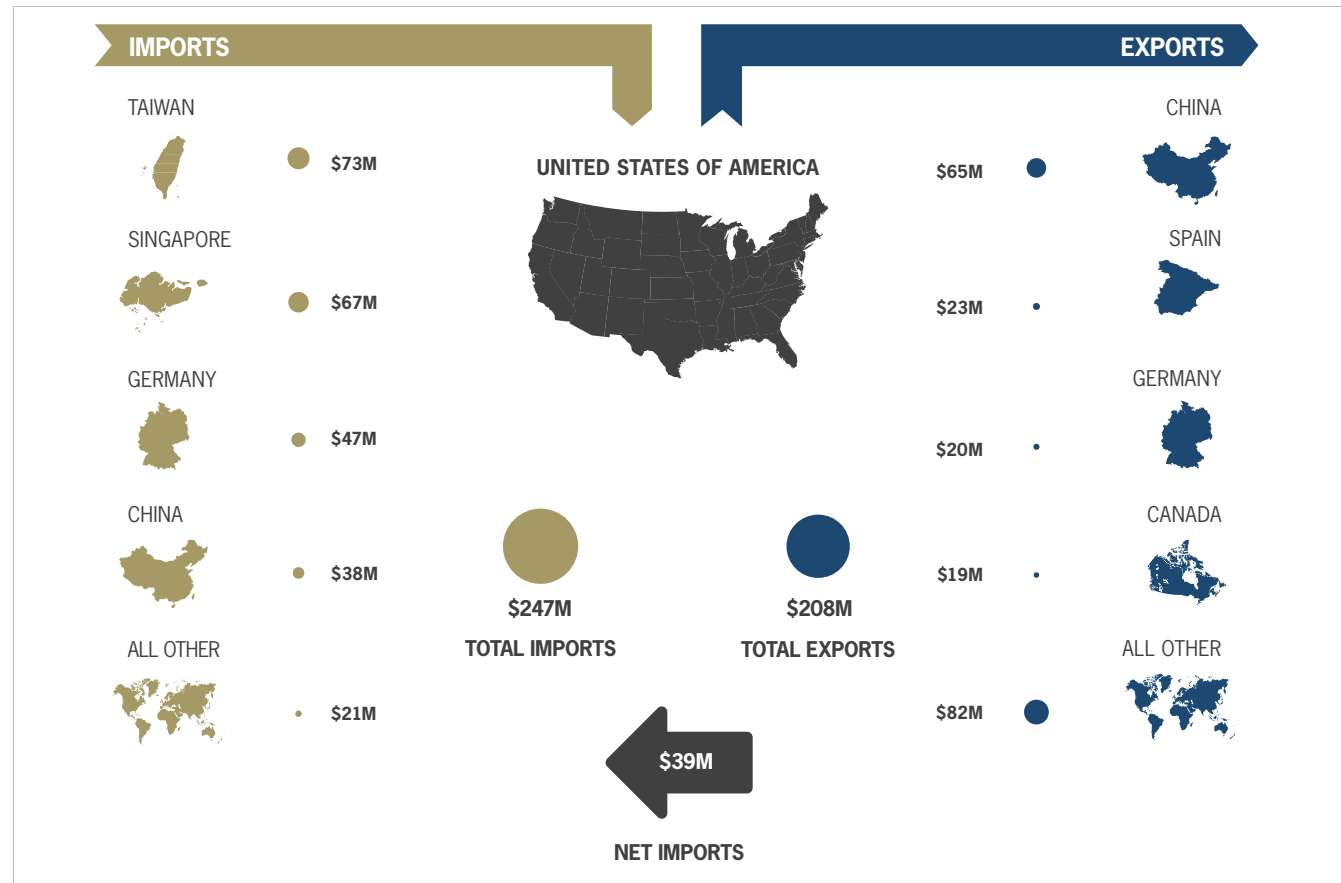 IMPORTS
TAIWAN
$73M
SINGAPORE
$67M
GERMANY
$47M
CHINA
$38M
ALL OTHER
$21M
UNITED STATES OF AMERICA
$247M
TOTAL IMPORTS
$208M
TOTAL EXPORTS
$39M
NET IMPORTS
EXPORTS
CHINA
$65M
SPAIN
$23M
GERMANY
$20M
CANADA
$19M
ALL OTHER
$82M